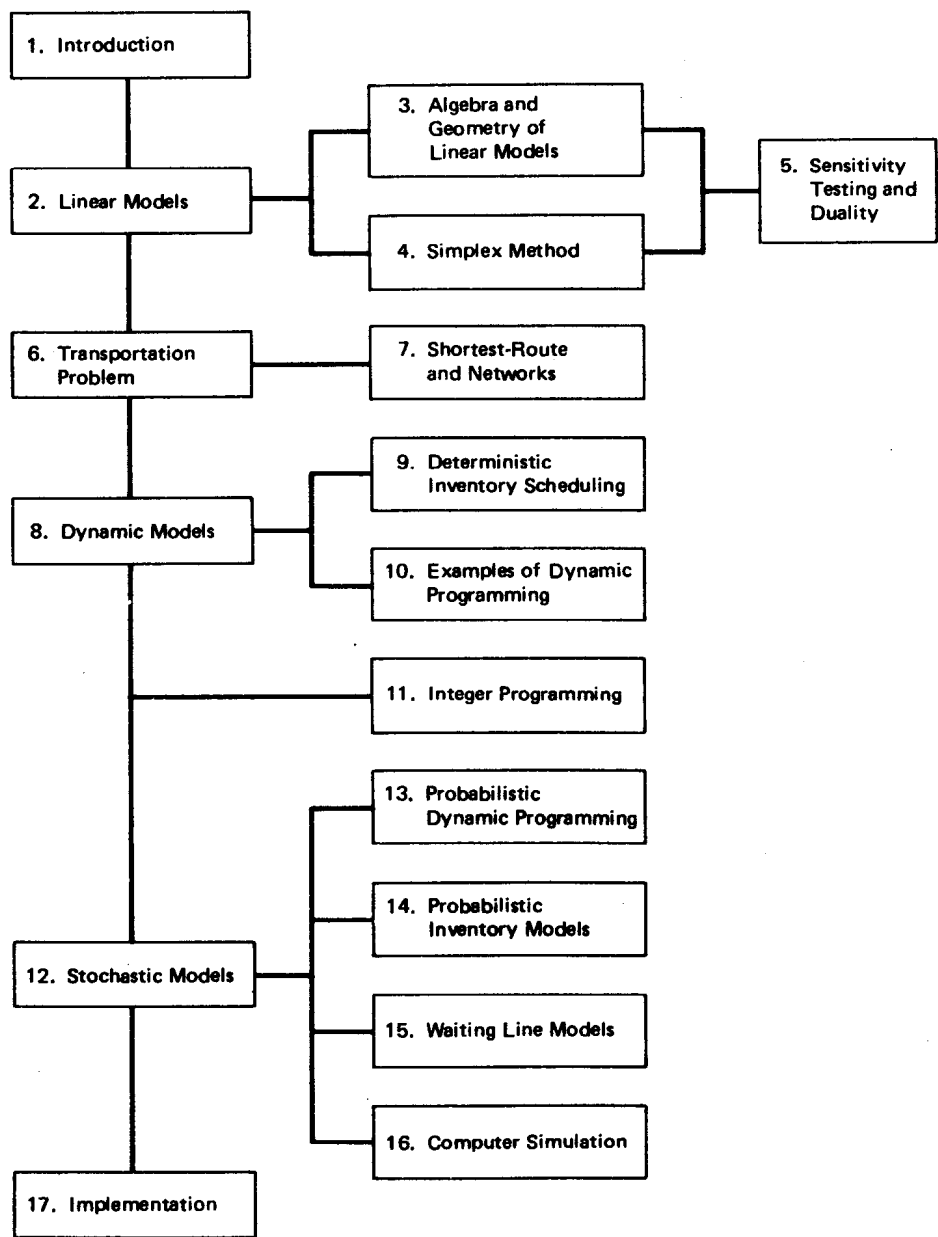 1. Introduction
2. Linear Models
3. Algebra and
Geometry of
Linear Models
4. Simplex Method
5. Sensitivity
Testing and
Duality
6. Transportation
Problem
7. Shortest-Route
and Networks
8. Dynamic Models
9. Deterministic
Inventory Scheduling
10. Examples of Dynamic
Programming
11. Integer Programming
12. Stochastic Models
13. Probabilistic
Dynamic Programming
14. Probabilistic
Inventory Models
15. Waiting Line Models
16. Computer Simulation
17. Implementation